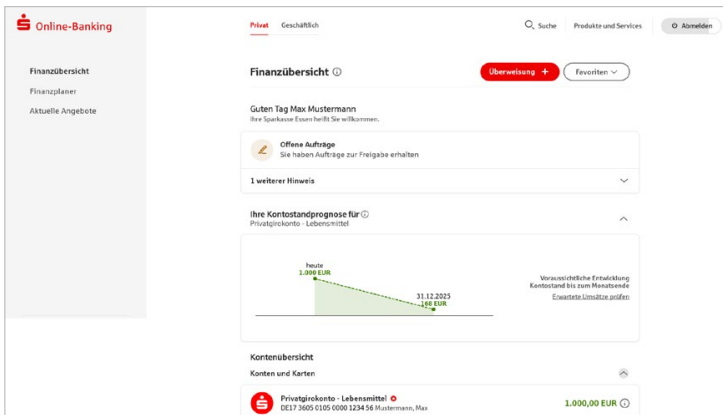 Online-Banking
Privat Geschäftlich
Suche Produkte und Services Abmelden
Finanzübersicht
Finanzplaner
Aktuelle Angebote
Finanzübersicht
Überweisung +
Favoriten
Guten Tag Max Mustermann
Ihre Sparkasse Essen heißt Sie willkommen.
Offene Aufträge
Sie haben Aufträge zur Freigabe erhalten
1 weiterer Hinweis
Ihre Kontostandprognose für
Privatgirokonto - Lebensmittel
heute
1.000 EUR
31.12.2025
160 EUR
Voraussichtliche Entwicklung
Kontostand bis zum Monatsende
Erwartete Umsätze prüfen
Kontenübersicht
Konten und Karten
Privatgirokonto - Lebensmittel
DE17 3605 0105 0000 1234 56 Mustermann, Max
1.000,00 EUR